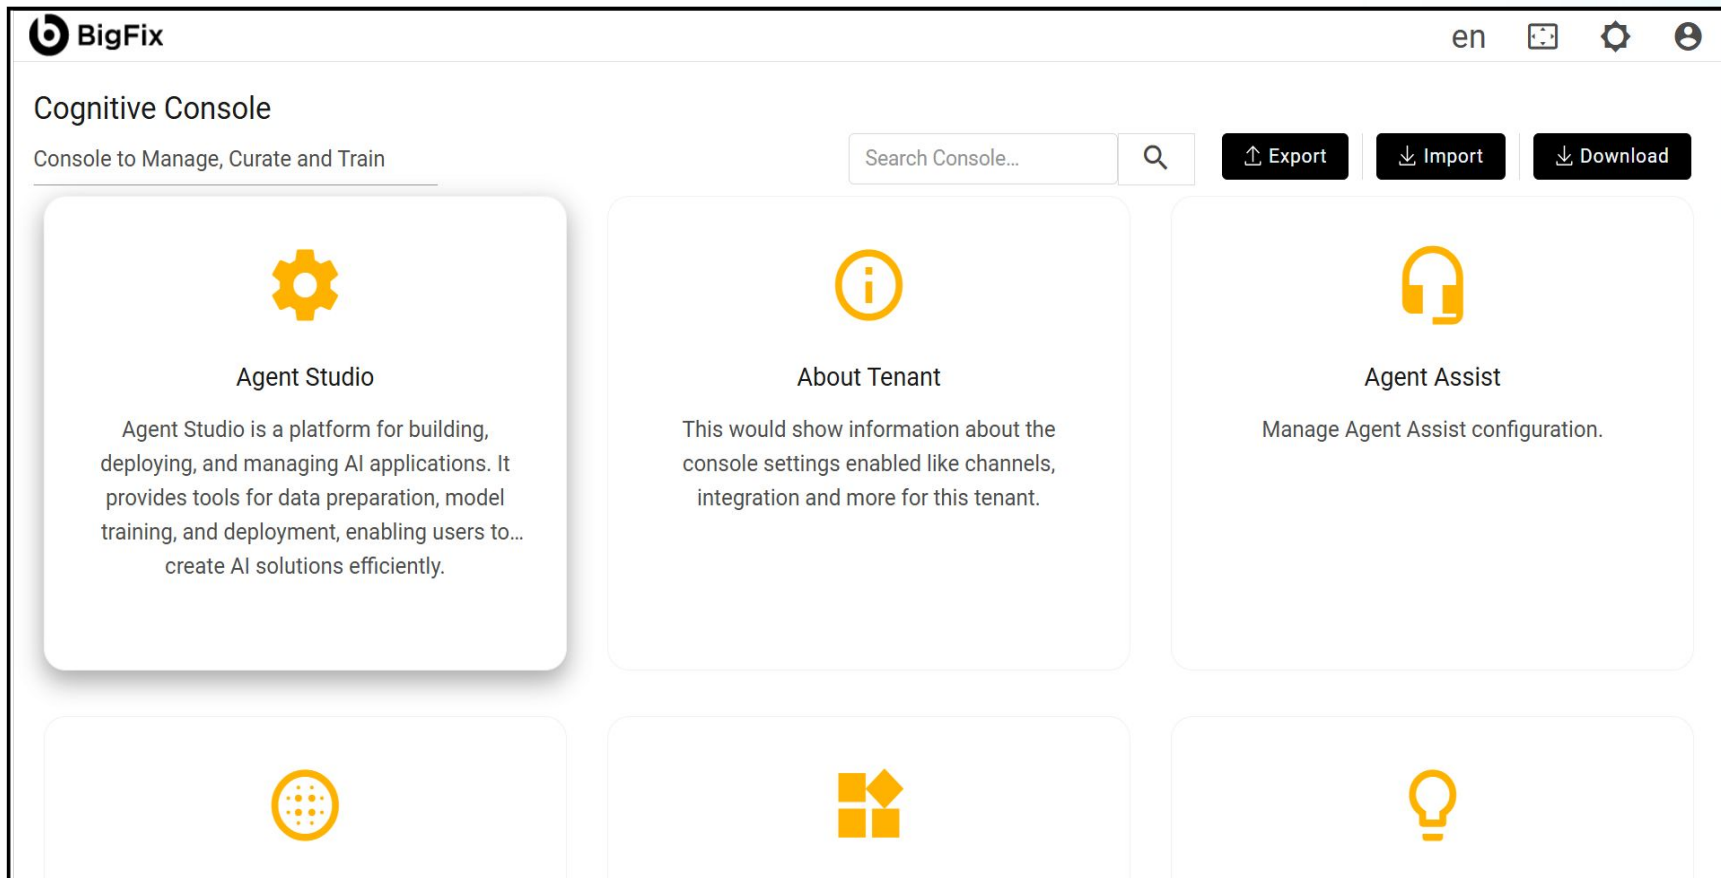 BigFix
en
Cognitive Console
Console to Manage, Curate and Train
Search Console...
Export
Import
Download
Agent Studio
Agent Studio is a platform for building,
deploying, and managing AI applications. It
provides tools for data preparation, model
training, and deployment, enabling users to...
create AI solutions efficiently.
About Tenant
This would show information about the
console settings enabled like channels,
integration and more for this tenant.
Agent Assist
Manage Agent Assist configuration.